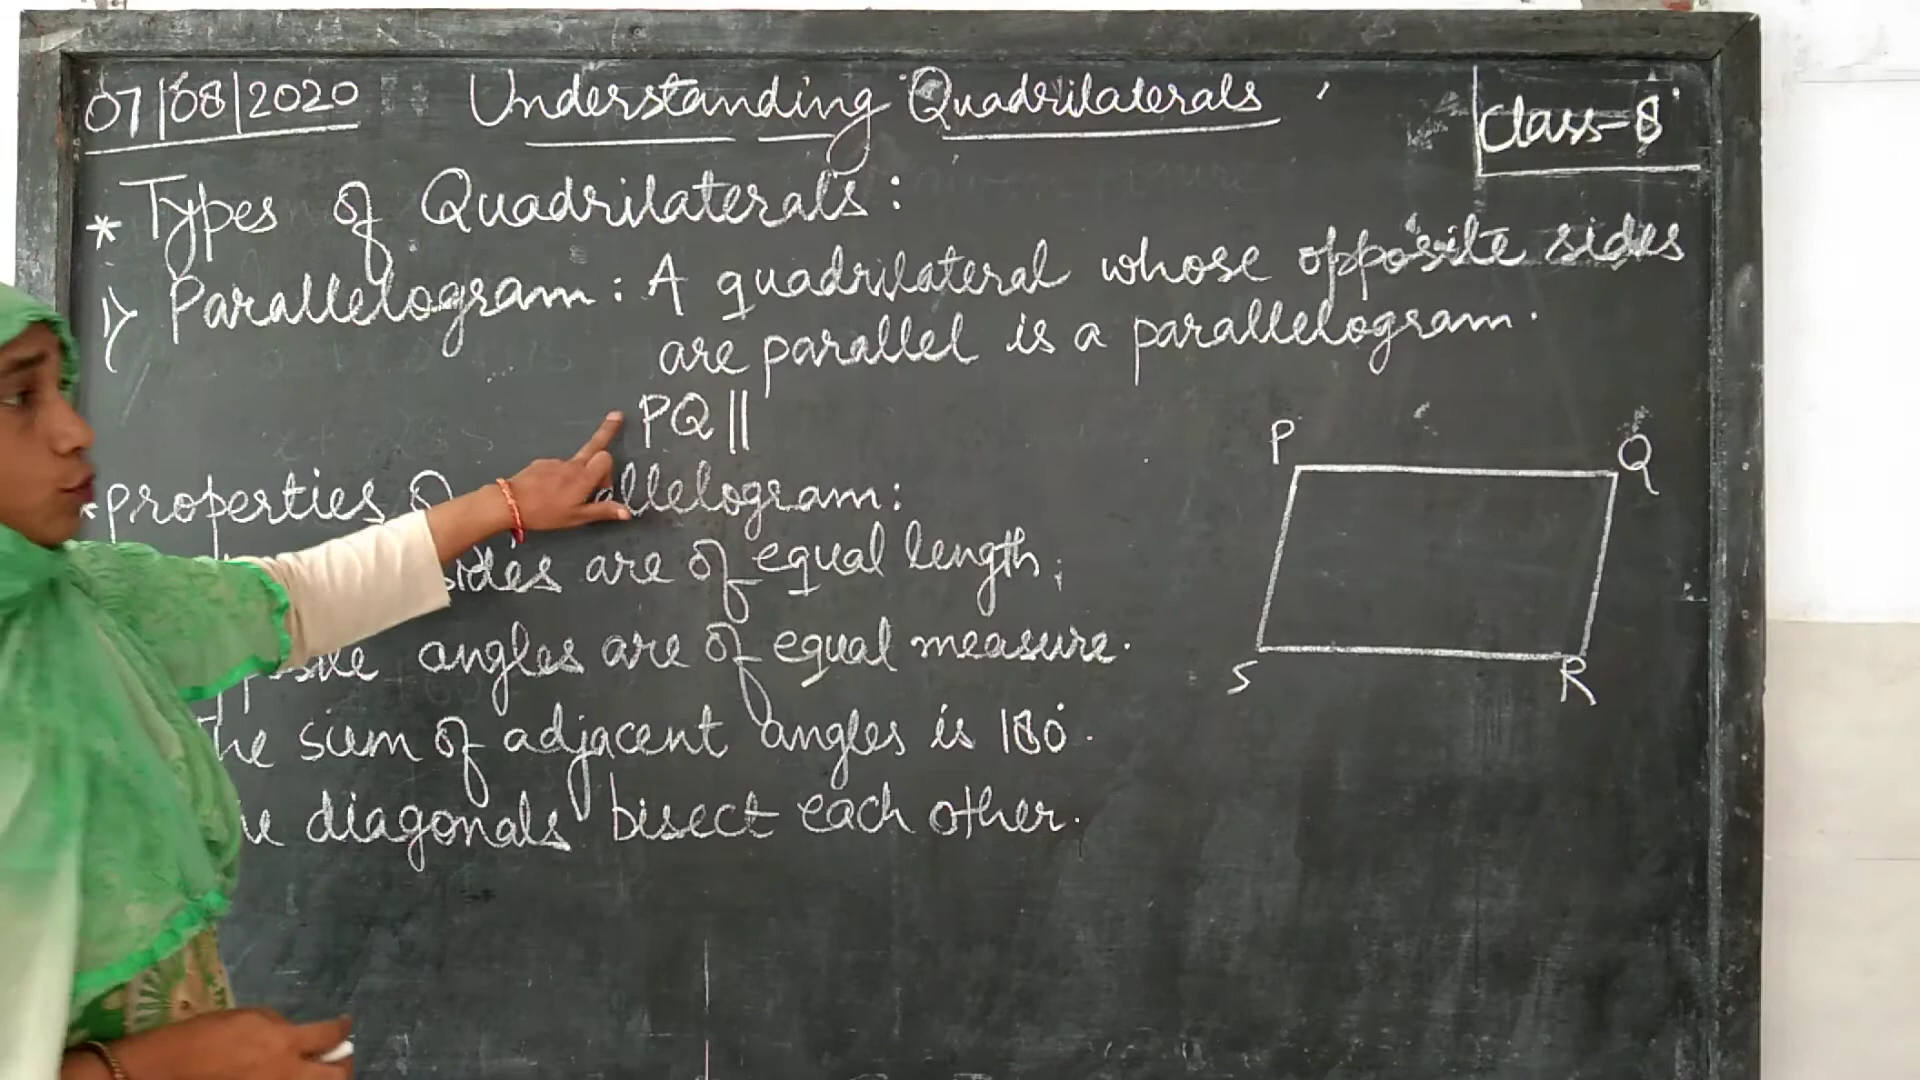 07/08/2020 Understanding Quadrilaterals Class-8
* Types of Quadrilaterals:
1) Parallelogram: A quadrilateral whose opposite sides
are parallel is a parallelogram.
PQ ||
properties
allelogram:
sides are of equal length.
angles are of equal measure.
sum of adjacent angles is 180°.
diagonals bisect each other.
P
Q
S
R